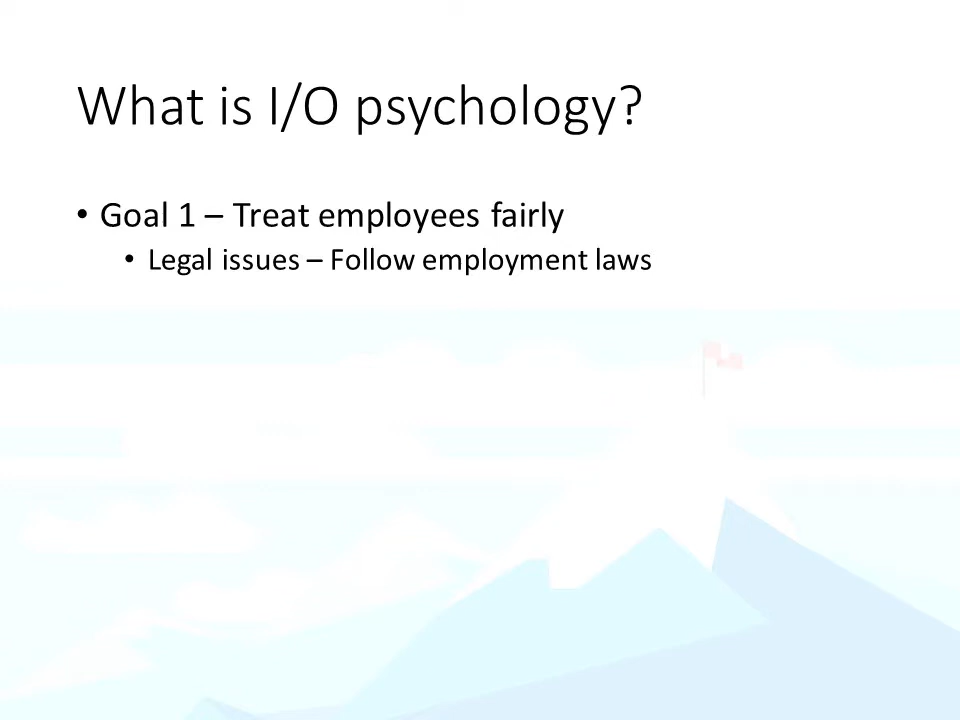 What is I/O psychology?
• Goal 1 – Treat employees fairly
• Legal issues – Follow employment laws